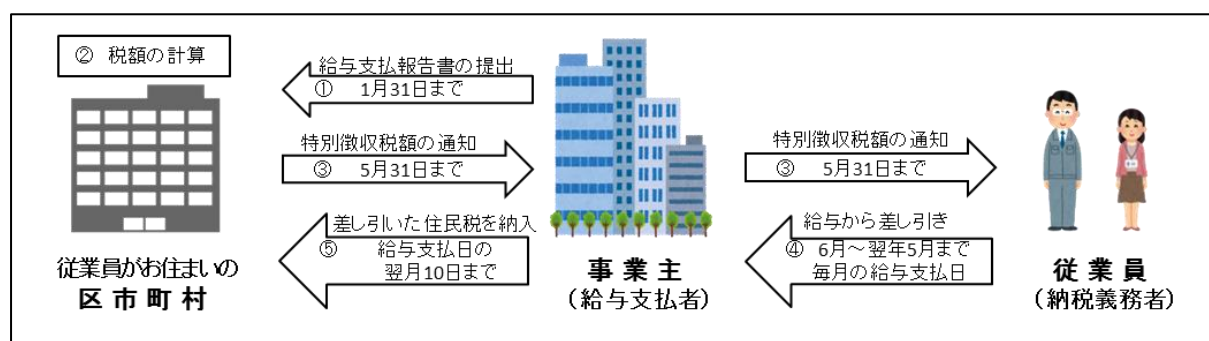 ② 税額の計算
給与支払報告書の提出
① 1月31日まで
特別徴収税額の通知
③ 5月31日まで
差し引いた住民税を納入
⑤ 給与支払日の
翌月10日まで
従業員がお住まいの
区市町村
事業主
(給与支払者)
特別徴収税額の通知
③ 5月31日まで
給与から差し引き
④ 6月～翌年5月まで
毎月の給与支払日
従業員
(納税義務者)